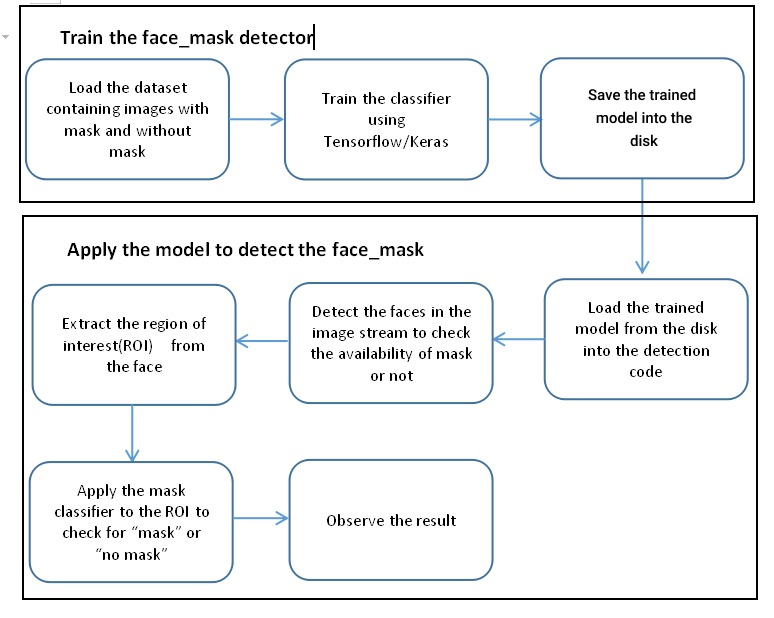 Train the face_mask detector
Load the dataset
containing images with
mask and without
mask
Train the classifier
using
Tensorflow/Keras
Save the trained
model into the
disk
Apply the model to detect the face_mask
Load the trained
model from the disk
into the detection
code
Detect the faces in the
image stream to check
the availability of mask
or not
Extract the region of
interest(ROI) from
the face
Apply the mask
classifier to the ROI to
check for “mask” or
“no mask”
Observe the result